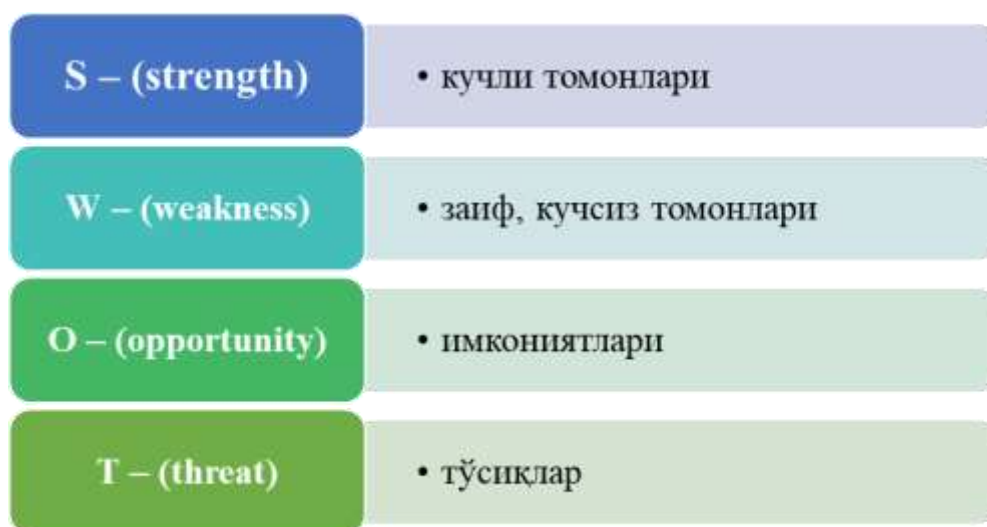 S – (strength)
• кучли томонлари
W – (weakness)
• заиф, кучсиз томонлари
O – (opportunity)
• имкониятлари
T – (threat)
• тўсиқлар